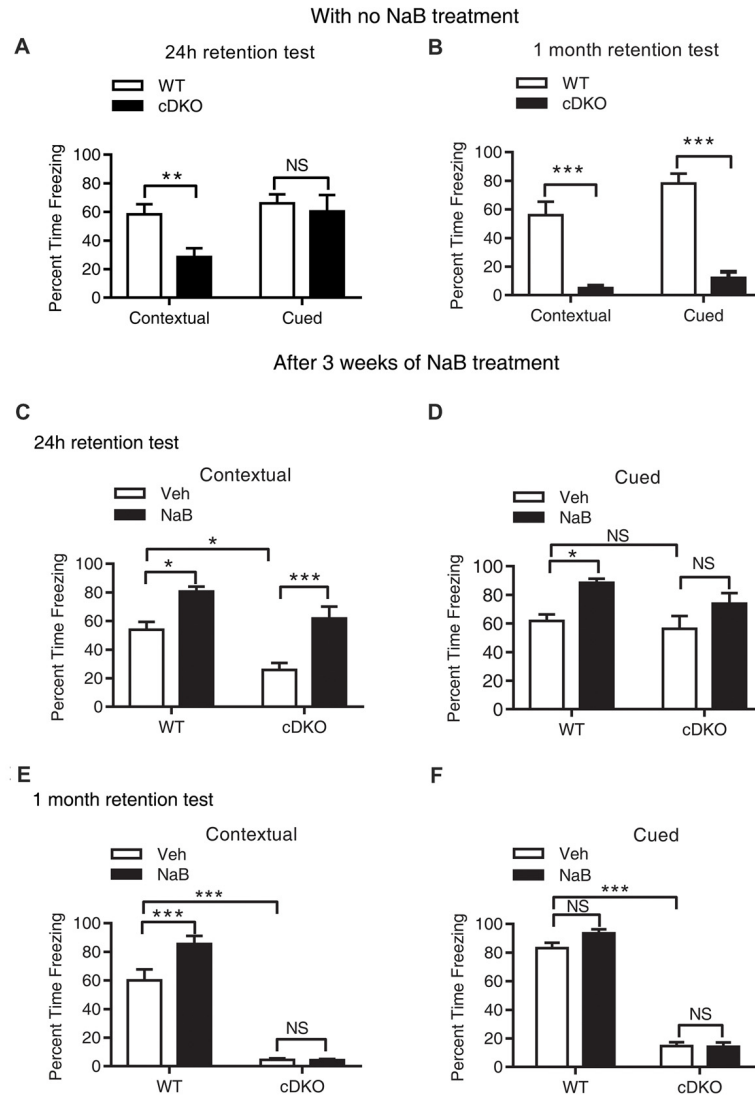 With no NaB treatment
A
24h retention test
WT
cDKO
Percent Time Freezing
100
80
60
40
20
0
**
NS
Contextual
Cued
B
1 month retention test
WT
cDKO
Percent Time Freezing
100
80
60
40
20
0
***
***
Contextual
Cued
After 3 weeks of NaB treatment
C
24h retention test
Contextual
Veh
NaB
Percent Time Freezing
100
80
60
40
20
0
*
*
***
WT
cDKO
D
Cued
Veh
NaB
Percent Time Freezing
100
80
60
40
20
0
NS
*
NS
WT
cDKO
E
1 month retention test
Contextual
Veh
NaB
Percent Time Freezing
100
80
60
40
20
0
***
***
NS
WT
cDKO
F
Cued
Veh
NaB
Percent Time Freezing
100
80
60
40
20
0
***
NS
NS
WT
cDKO